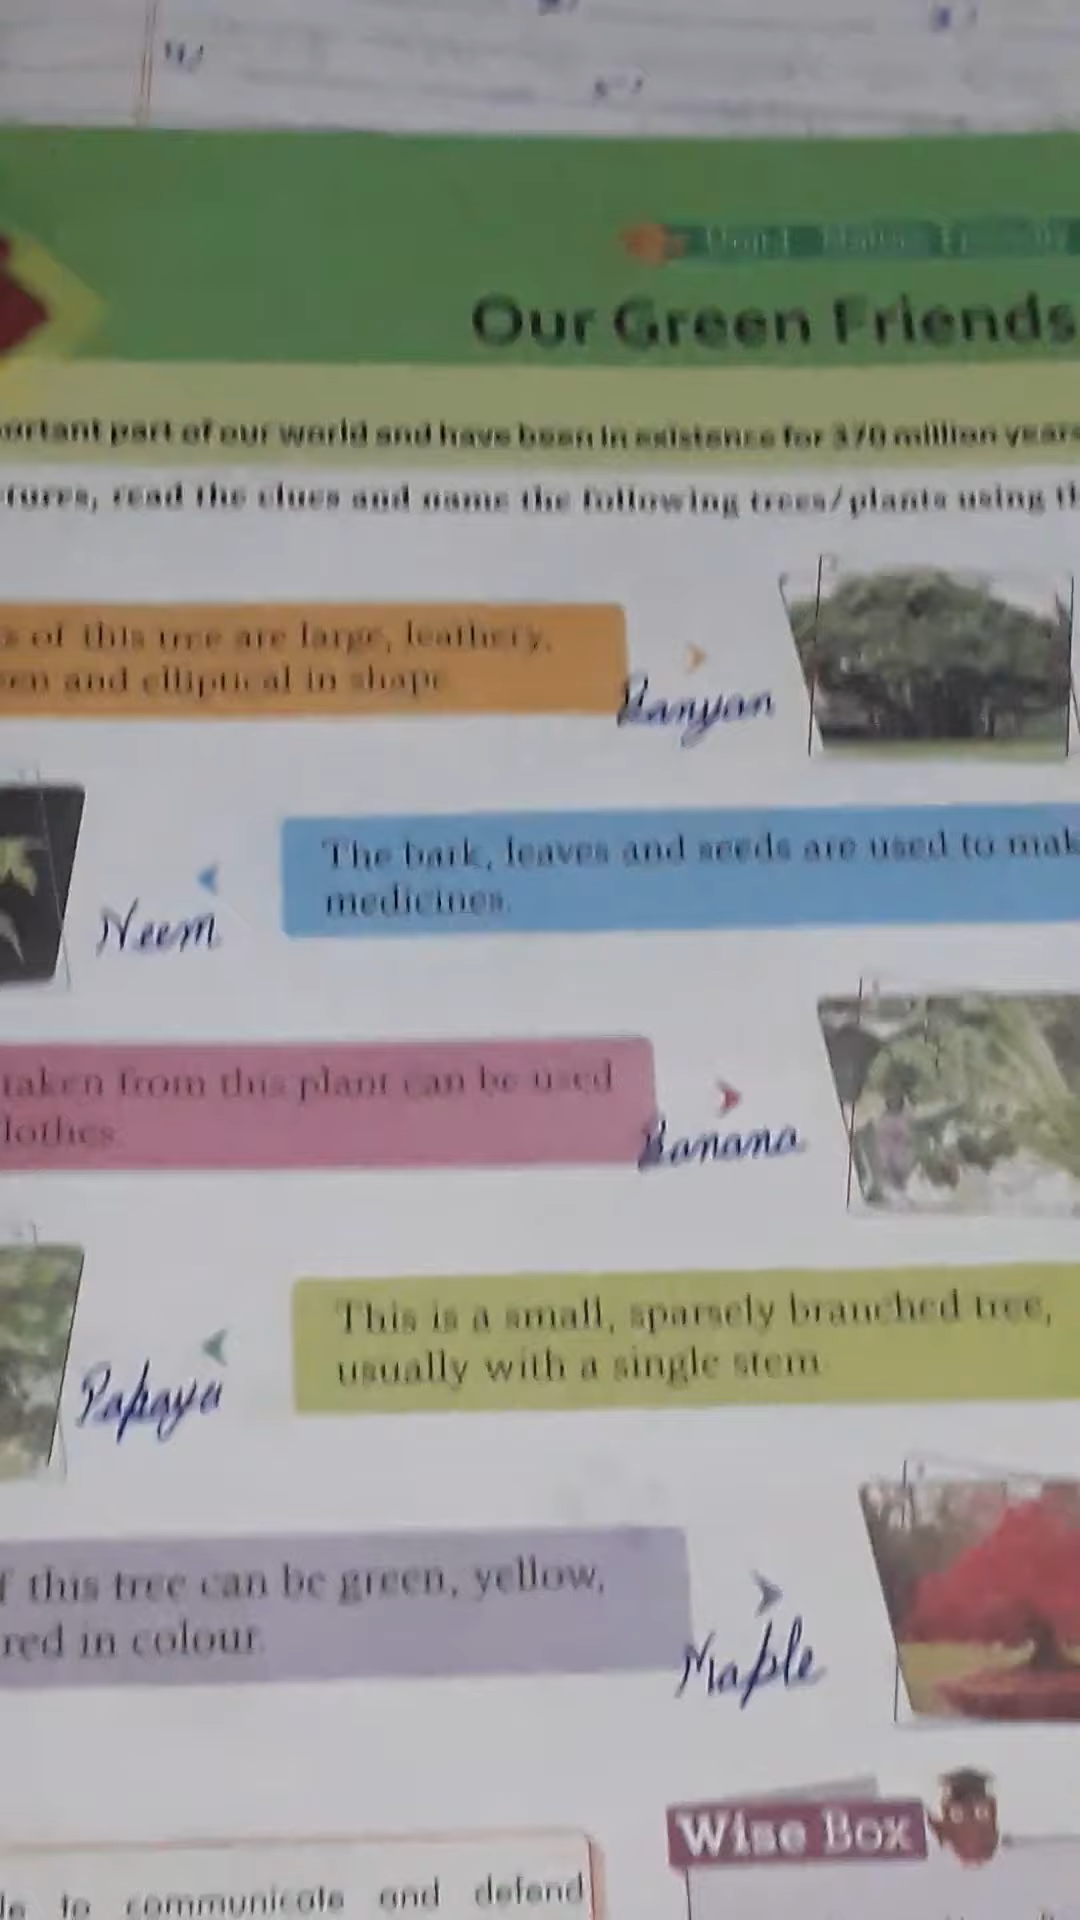 4)
Our Green Friends
ortant part of our world and have been in existence for 370 million years
tures, read the clues and name the following trees/plants using th
s of this tree are large, leathery,
en and elliptical in shape
Banyan
The bark, leaves and seeds are used to mak
medicines.
Neem
taken from this plant can be used
lothes
Banana
This is a small, sparsely branched tree,
usually with a single stem
Papaya
f this tree can be green, yellow,
red in colour
Maple
Wise Box
le to communicate and defend